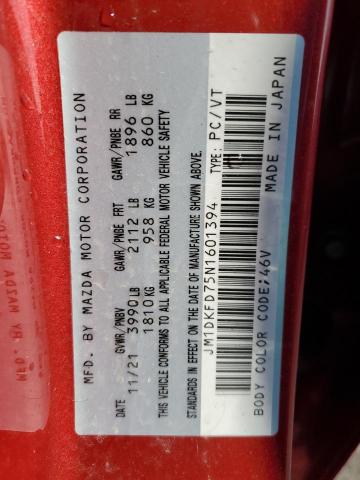 MFD. BY MAZDA MOTOR CORPORATION
GVWR/PNBV GAWR/PNBE FRT GAWR/PNBE RR
DATE 11/21 3990 LB 2112 LB 1896 LB
1810 KG 958 KG 860 KG
THIS VEHICLE CONFORMS TO ALL APPLICABLE FEDERAL MOTOR VEHICLE SAFETY
STANDARDS IN EFFECT ON THE DATE OF MANUFACTURE SHOWN ABOVE.
JM1DKFD75N1601394 TYPE: PC/VT
BODY COLOR CODE:46V MADE IN JAPAN